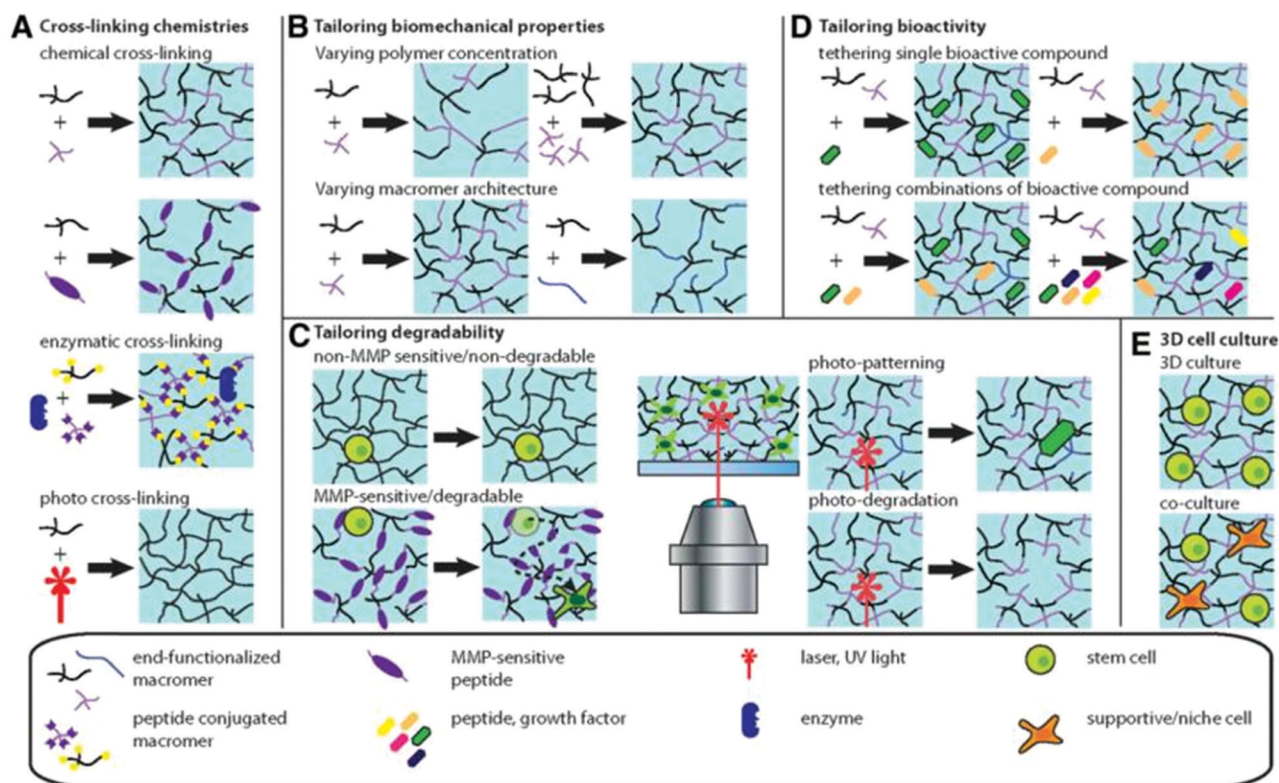 A Cross-linking chemistries
chemical cross-linking
+
+
enzymatic cross-linking
+
photo cross-linking
+
B Tailoring biomechanical properties
Varying polymer concentration
+
+
Varying macromer architecture
+
+
C Tailoring degradability
non-MMP sensitive/non-degradable
MMP-sensitive/degradable
photo-patterning
photo-degradation
D Tailoring bioactivity
tethering single bioactive compound
+
+
tethering combinations of bioactive compound
+
+
E 3D cell culture
3D culture
co-culture
end-functionalized
macromer
peptide conjugated
macromer
MMP-sensitive
peptide
peptide, growth factor
laser, UV light
enzyme
stem cell
supportive/niche cell